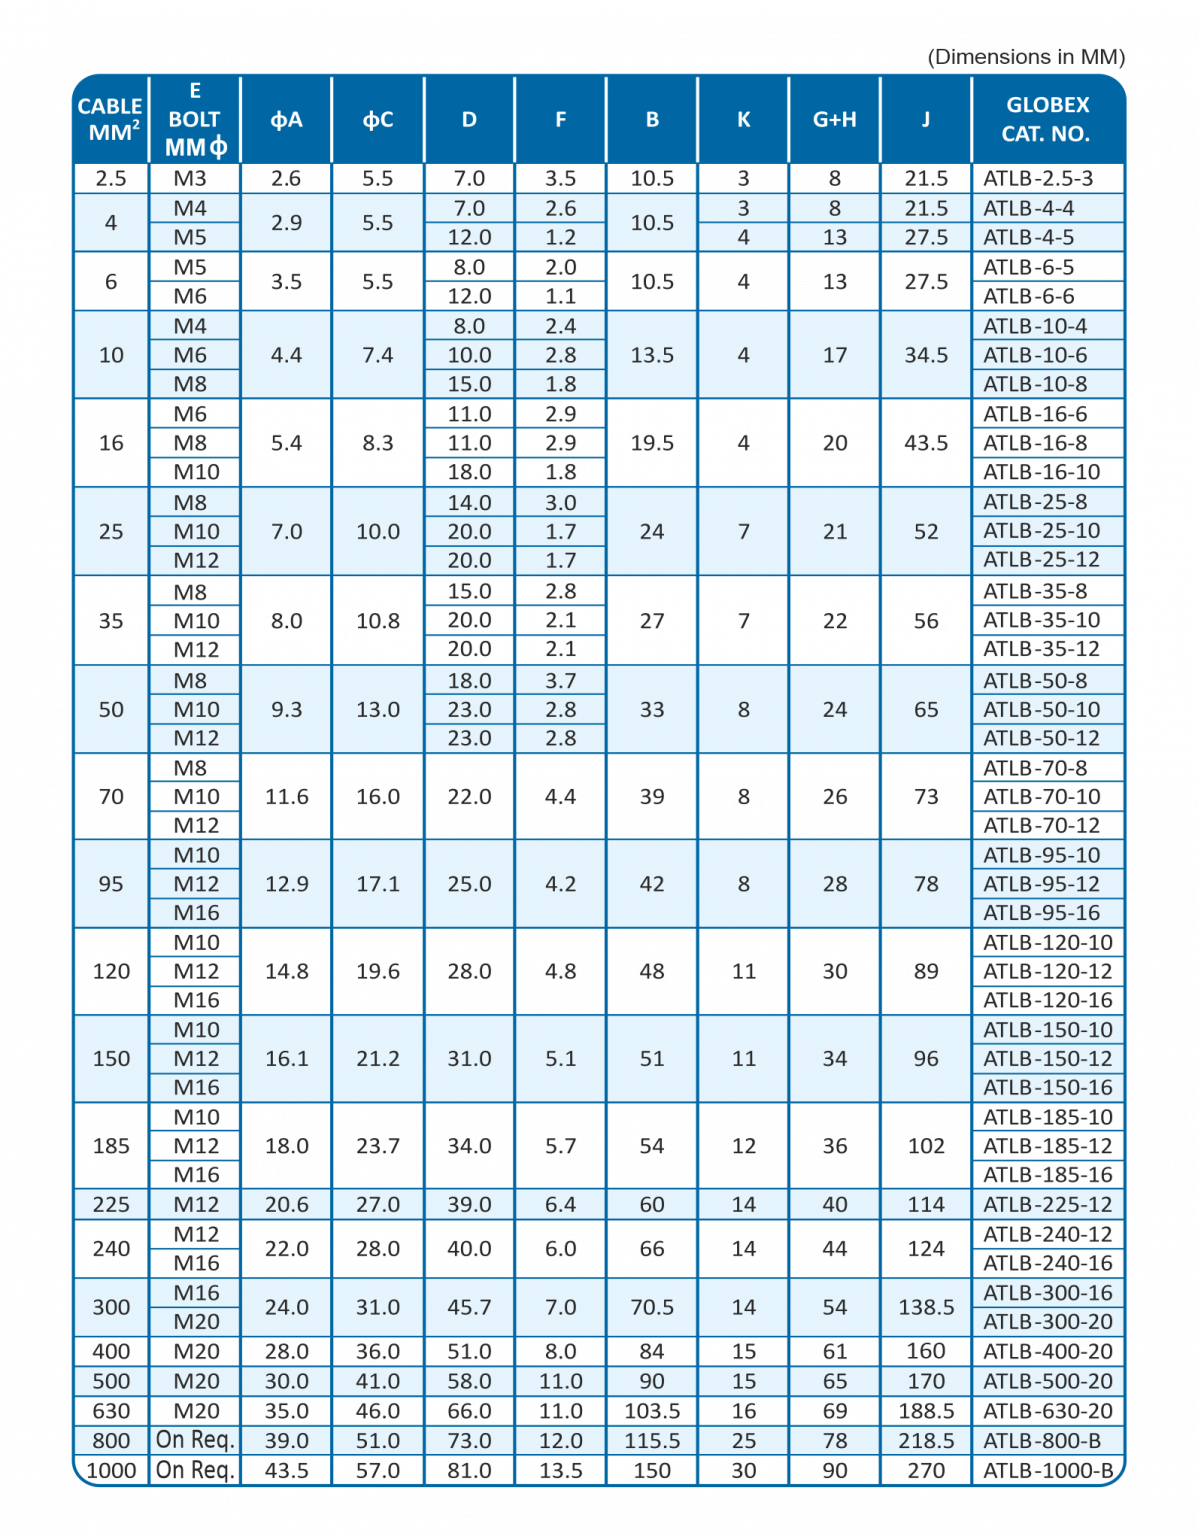 (Dimensions in MM)
CABLE MM² E BOLT MM ϕ ϕA ϕC D F B K G+H J GLOBEX CAT. NO.
2.5 M3 2.6 5.5 7.0 3.5 10.5 3 8 21.5 ATLB-2.5-3
4 M4 2.9 5.5 7.0 2.6 10.5 3 8 21.5 ATLB-4-4
M5 12.0 1.2 4 13 27.5 ATLB-4-5
6 M5 3.5 5.5 8.0 2.0 10.5 4 13 27.5 ATLB-6-5
M6 12.0 1.1 ATLB-6-6
10 M4 4.4 7.4 8.0 2.4 13.5 4 17 34.5 ATLB-10-4
M6 10.0 2.8 ATLB-10-6
M8 15.0 1.8 ATLB-10-8
16 M6 5.4 8.3 11.0 2.9 19.5 4 20 43.5 ATLB-16-6
M8 11.0 2.9 ATLB-16-8
M10 18.0 1.8 ATLB-16-10
25 M8 7.0 10.0 14.0 3.0 24 7 21 52 ATLB-25-8
M10 20.0 1.7 ATLB-25-10
M12 20.0 1.7 ATLB-25-12
35 M8 8.0 10.8 15.0 2.8 27 7 22 56 ATLB-35-8
M10 20.0 2.1 ATLB-35-10
M12 20.0 2.1 ATLB-35-12
50 M8 9.3 13.0 18.0 3.7 33 8 24 65 ATLB-50-8
M10 23.0 2.8 ATLB-50-10
M12 23.0 2.8 ATLB-50-12
70 M8 11.6 16.0 22.0 4.4 39 8 26 73 ATLB-70-8
M10 ATLB-70-10
M12 ATLB-70-12
95 M10 12.9 17.1 25.0 4.2 42 8 28 78 ATLB-95-10
M12 ATLB-95-12
M16 ATLB-95-16
120 M10 14.8 19.6 28.0 4.8 48 11 30 89 ATLB-120-10
M12 ATLB-120-12
M16 ATLB-120-16
150 M10 16.1 21.2 31.0 5.1 51 11 34 96 ATLB-150-10
M12 ATLB-150-12
M16 ATLB-150-16
185 M10 18.0 23.7 34.0 5.7 54 12 36 102 ATLB-185-10
M12 ATLB-185-12
M16 ATLB-185-16
225 M12 20.6 27.0 39.0 6.4 60 14 40 114 ATLB-225-12
240 M12 22.0 28.0 40.0 6.0 66 14 44 124 ATLB-240-12
M16 ATLB-240-16
300 M16 24.0 31.0 45.7 7.0 70.5 14 54 138.5 ATLB-300-16
M20 ATLB-300-20
400 M20 28.0 36.0 51.0 8.0 84 15 61 160 ATLB-400-20
500 M20 30.0 41.0 58.0 11.0 90 15 65 170 ATLB-500-20
630 M20 35.0 46.0 66.0 11.0 103.5 16 69 188.5 ATLB-630-20
800 On Req. 39.0 51.0 73.0 12.0 115.5 25 78 218.5 ATLB-800-B
1000 On Req. 43.5 57.0 81.0 13.5 150 30 90 270 ATLB-1000-B